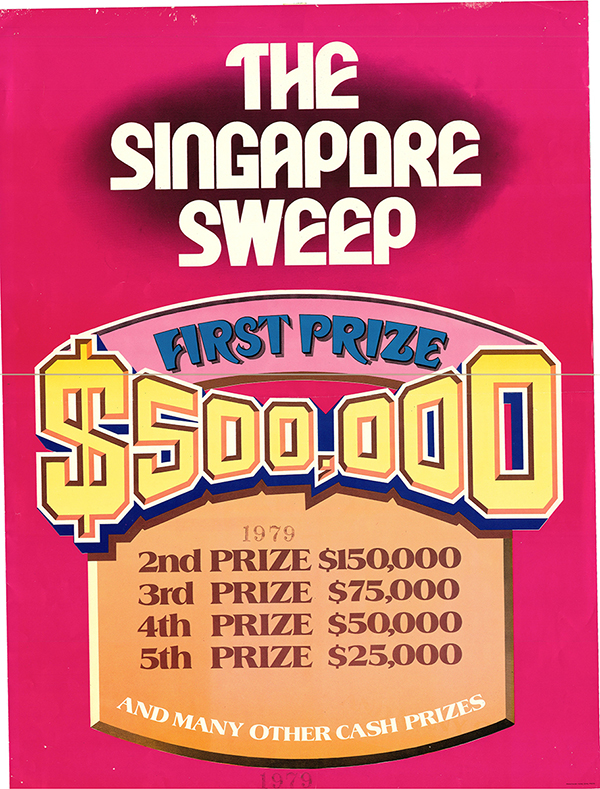 THE
SINGAPORE
SWEEP
FIRST PRIZE
$500,000
1979
2nd PRIZE $150,000
3rd PRIZE $75,000
4th PRIZE $50,000
5th PRIZE $25,000
AND MANY OTHER CASH PRIZES
1979